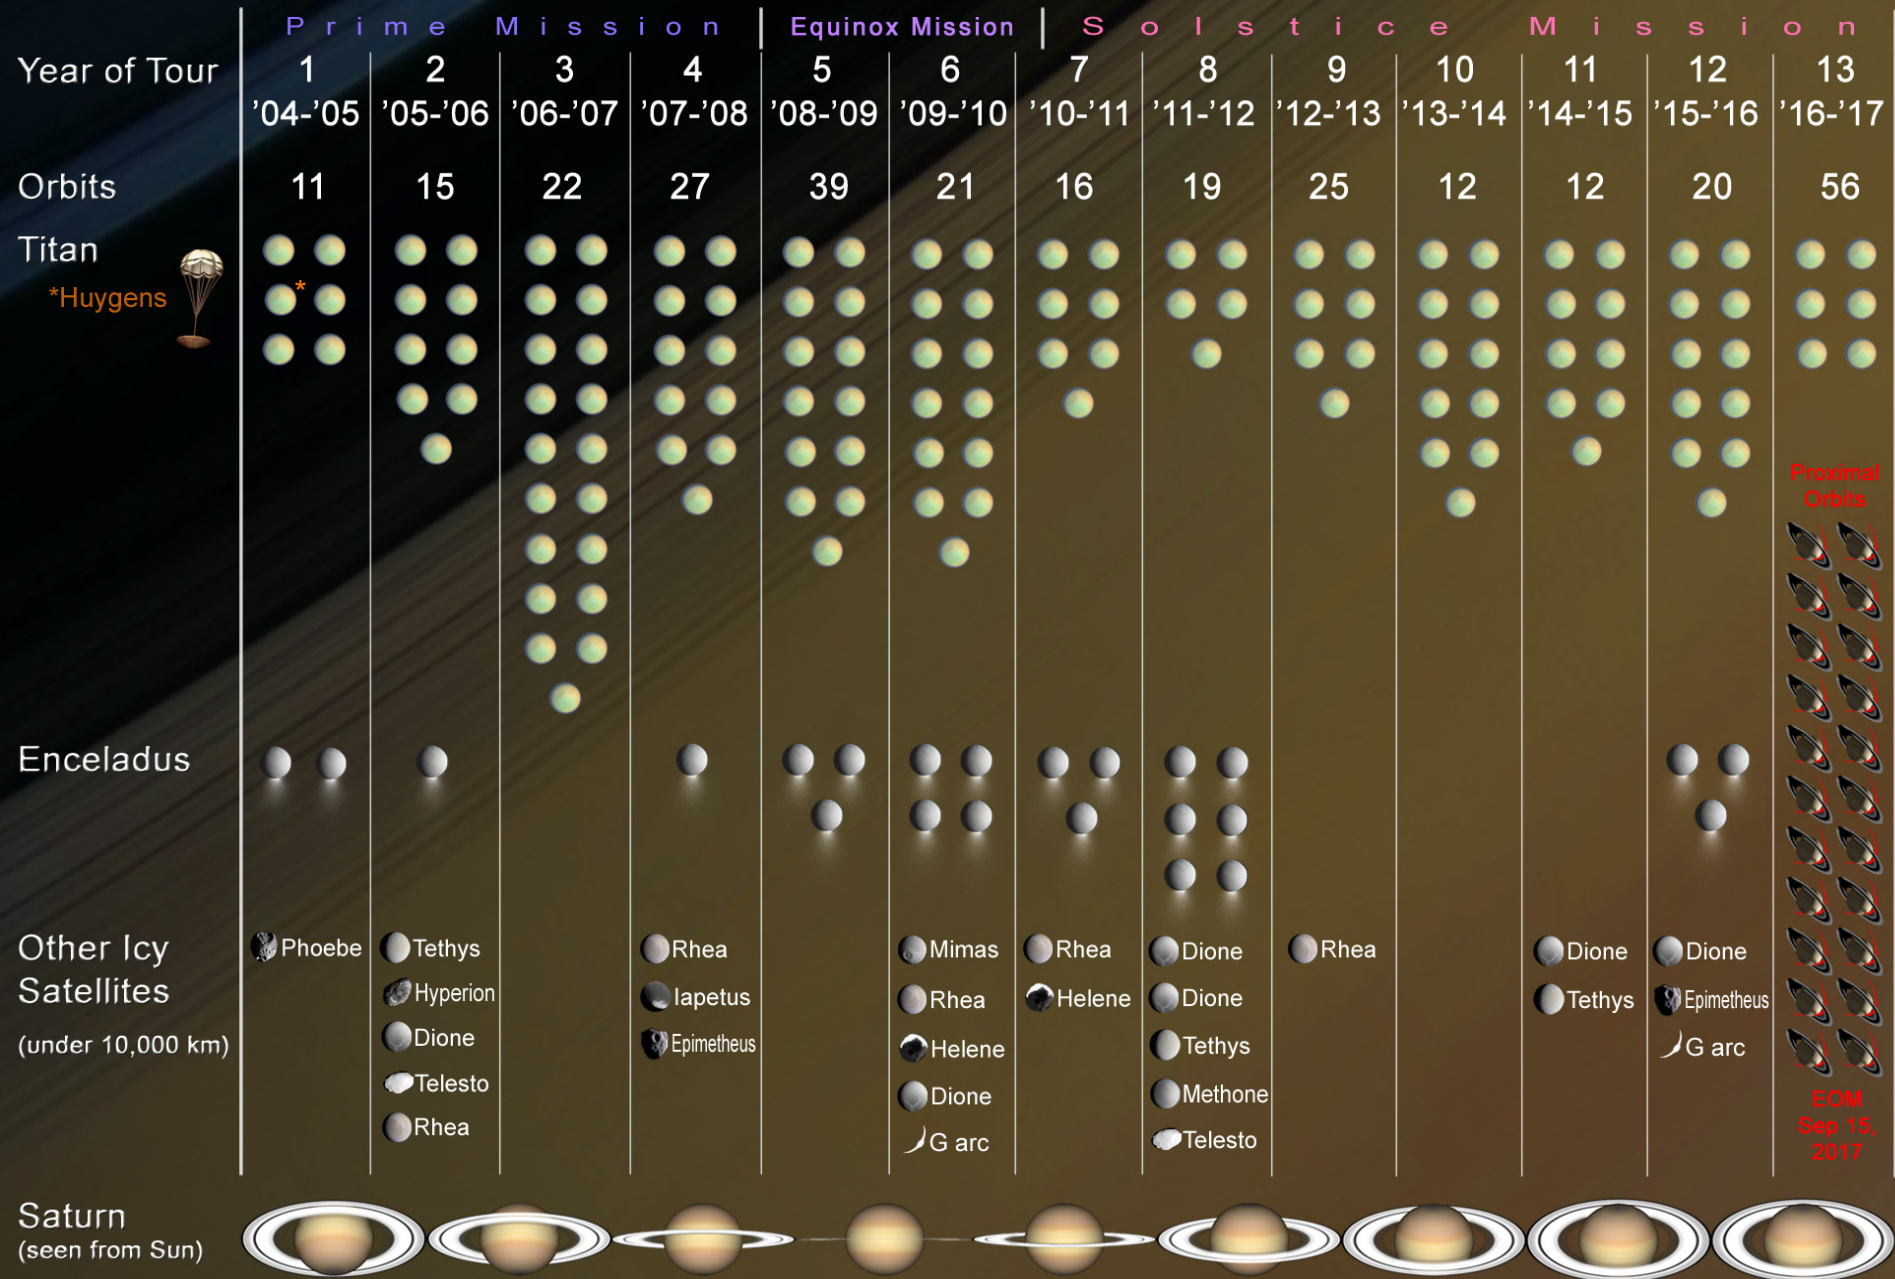 Prime Mission Equinox Mission Solstice Mission
Year of Tour 1 2 3 4 5 6 7 8 9 10 11 12 13
’04-’05 ’05-’06 ’06-’07 ’07-’08 ’08-’09 ’09-’10 ’10-’11 ’11-’12 ’12-’13 ’13-’14 ’14-’15 ’15-’16 ’16-’17
Orbits 11 15 22 27 39 21 16 19 25 12 12 20 56
Titan
*Huygens *
Proximal
Orbits
Enceladus
Other Icy Phoebe Tethys Rhea Mimas Rhea Dione Rhea Dione Dione
Satellites Hyperion Iapetus Rhea Helene Dione Tethys Epimetheus
(under 10,000 km) Dione Epimetheus Helene Tethys G arc
Telesto Dione Methone
Rhea G arc Telesto
EOM
Sep 15,
2017
Saturn
(seen from Sun)